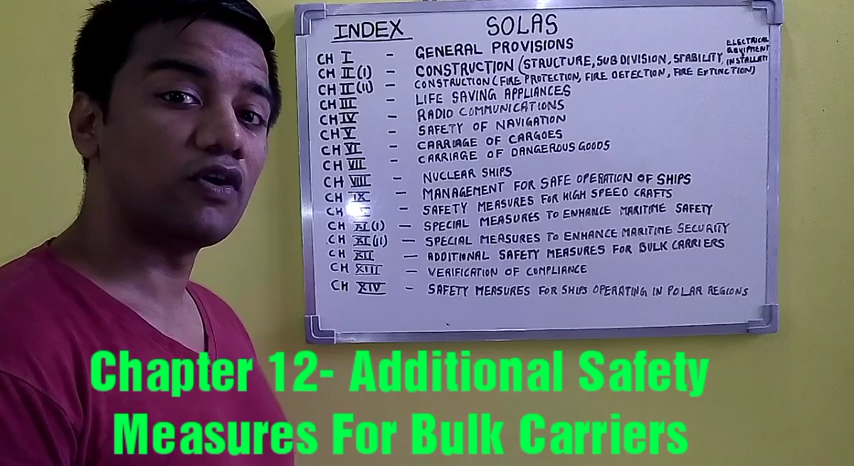 INDEX SOLAS
CH I - GENERAL PROVISIONS
CH II(I) - CONSTRUCTION (STRUCTURE, SUBDIVISION, STABILITY, ELECTRICAL EQUIPMENT
CH II(II) - CONSTRUCTION (FIRE PROTECTION, FIRE DETECTION, FIRE EXTINCTION)
CH III - LIFE SAVING APPLIANCES
CH IV - RADIO COMMUNICATIONS
CH V - SAFETY OF NAVIGATION
CH VI - CARRIAGE OF CARGOES
CH VII - CARRIAGE OF DANGEROUS GOODS
CH VIII - NUCLEAR SHIPS
CH IX - MANAGEMENT FOR SAFE OPERATION OF SHIPS
- SAFETY MEASURES FOR HIGH SPEED CRAFTS
CH XI(I) - SPECIAL MEASURES TO ENHANCE MARITIME SAFETY
CH XI(II) - SPECIAL MEASURES TO ENHANCE MARITIME SECURITY
CH XII - ADDITIONAL SAFETY MEASURES FOR BULK CARRIERS
CH XIII - VERIFICATION OF COMPLIANCE
CH XIV - SAFETY MEASURES FOR SHIPS OPERATING IN POLAR REGIONS
Chapter 12- Additional Safety
Measures For Bulk Carriers